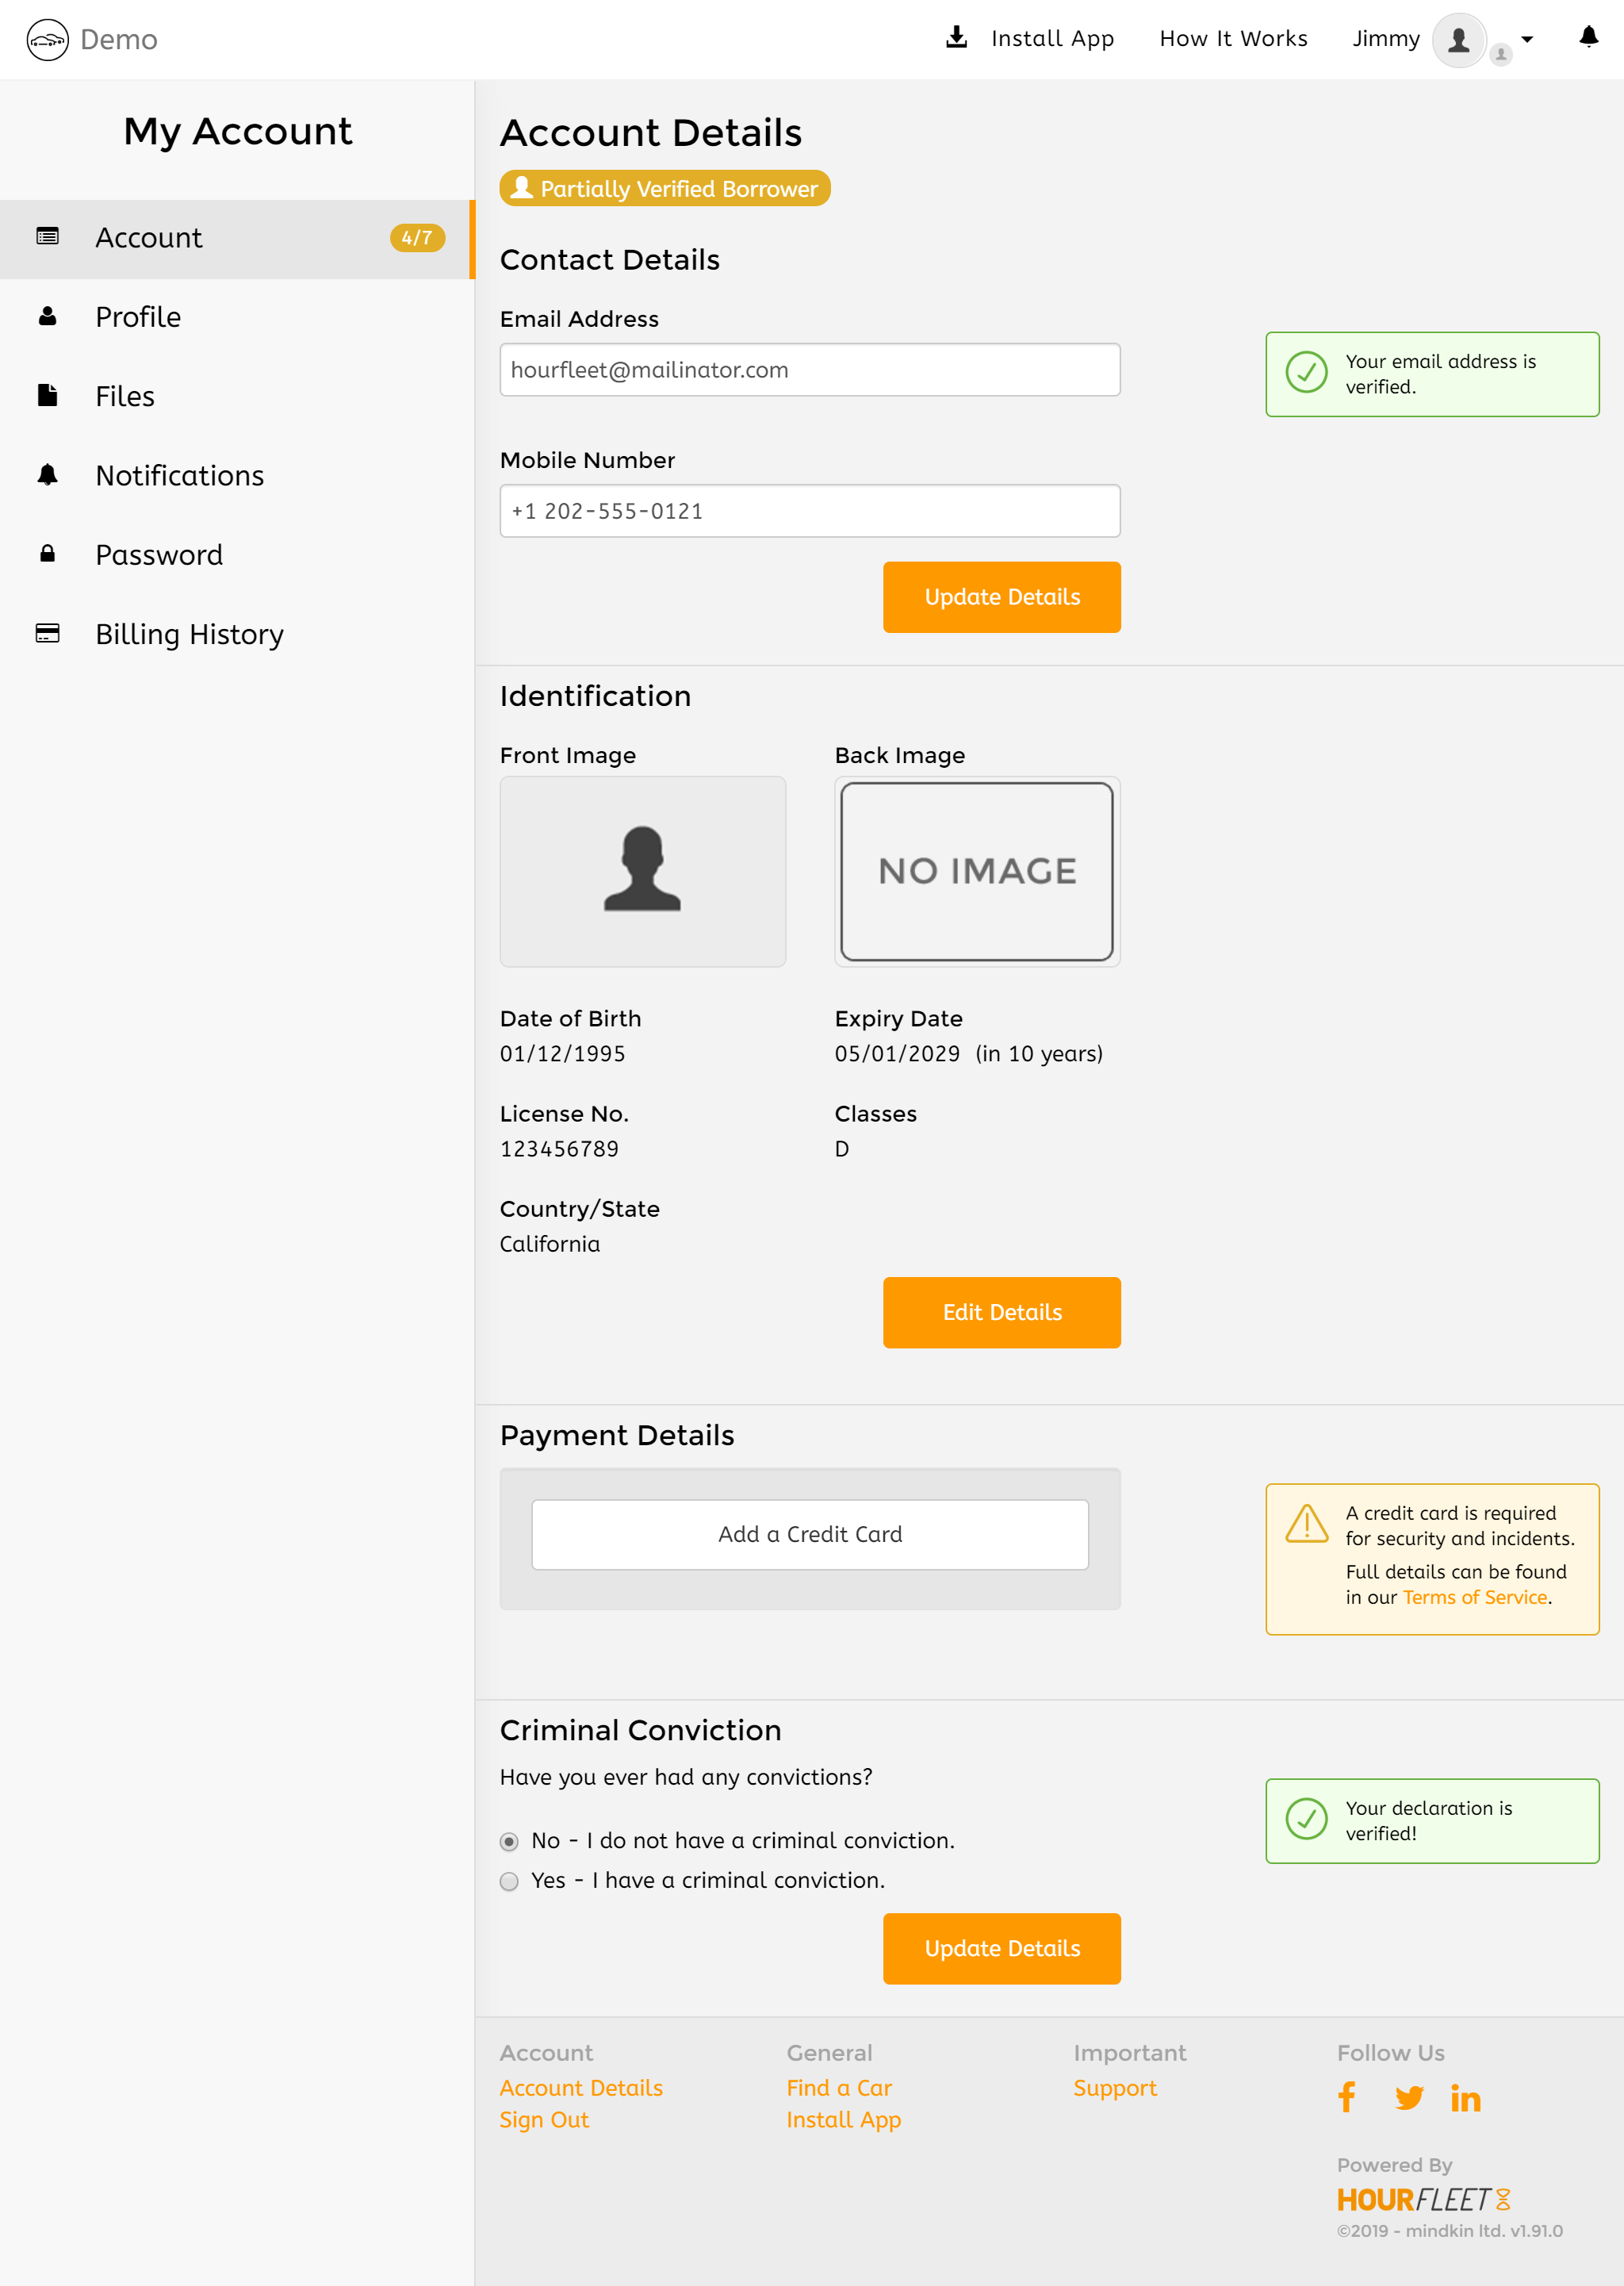 Demo
Install App
How It Works
Jimmy
My Account
Account
4/7
Profile
Files
Notifications
Password
Billing History
Account Details
Partially Verified Borrower
Contact Details
Email Address
hourfleet@mailinator.com
Your email address is
verified.
Mobile Number
+1 202-555-0121
Update Details
Identification
Front Image
Back Image
NO IMAGE
Date of Birth
Expiry Date
01/12/1995
05/01/2029 (in 10 years)
License No.
Classes
123456789
D
Country/State
California
Edit Details
Payment Details
Add a Credit Card
A credit card is required
for security and incidents.
Full details can be found
in our Terms of Service.
Criminal Conviction
Have you ever had any convictions?
No - I do not have a criminal conviction.
Yes - I have a criminal conviction.
Your declaration is
verified!
Update Details
Account
Account Details
Sign Out
General
Find a Car
Install App
Important
Support
Follow Us
Powered By
HOURFLEET
©2019 - mindkin ltd. v1.91.0